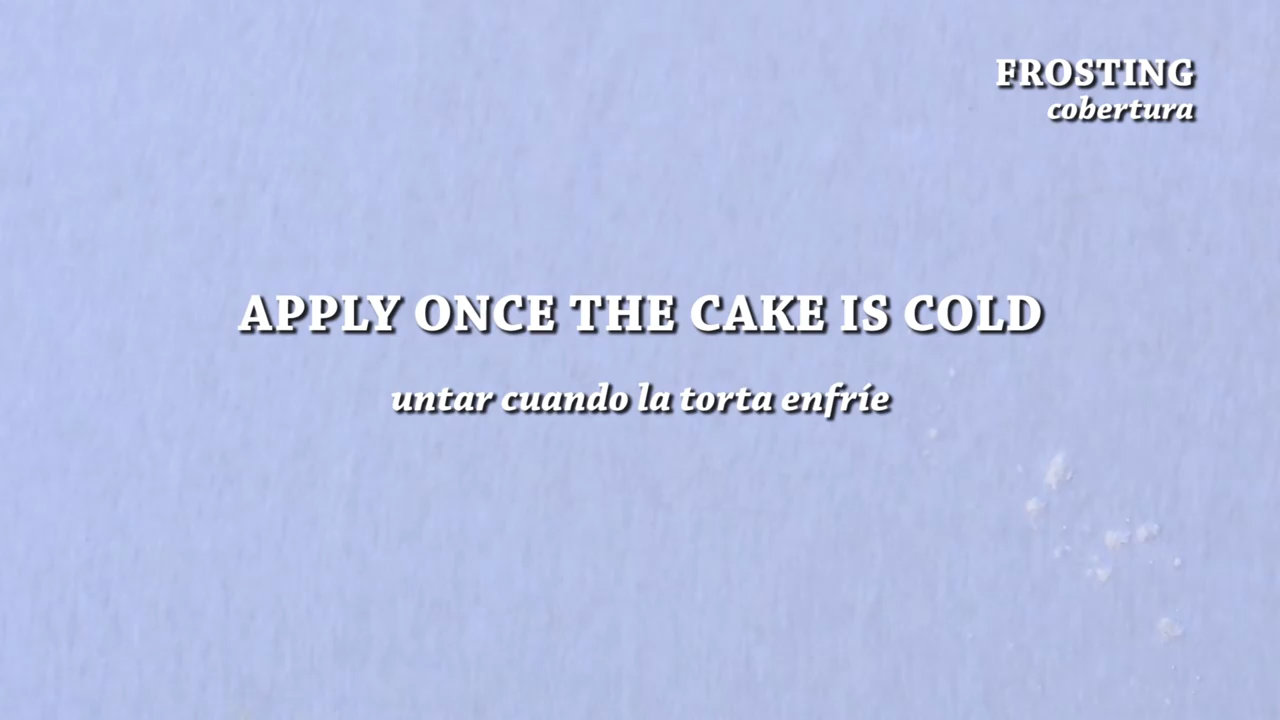 FROSTING
cobertura
APPLY ONCE THE CAKE IS COLD
untar cuando la torta enfríe